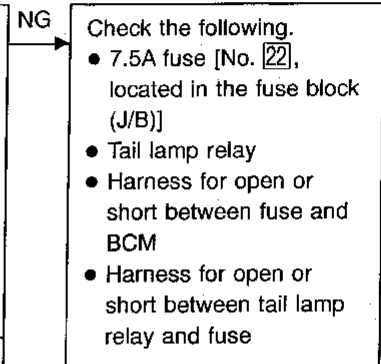 NG
Check the following.
● 7.5A fuse [No. 22,
located in the fuse block
(J/B)]
● Tail lamp relay
● Harness for open or
short between fuse and
BCM
● Harness for open or
short between tail lamp
relay and fuse